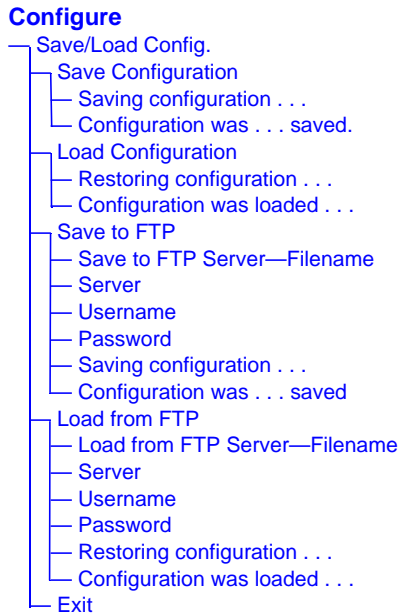 Configure
Save/Load Config.
Save Configuration
Saving configuration . . .
Configuration was . . . saved.
Load Configuration
Restoring configuration . . .
Configuration was loaded . . .
Save to FTP
Save to FTP Server—Filename
Server
Username
Password
Saving configuration . . .
Configuration was . . . saved
Load from FTP
Load from FTP Server—Filename
Server
Username
Password
Restoring configuration . . .
Configuration was loaded . . .
Exit